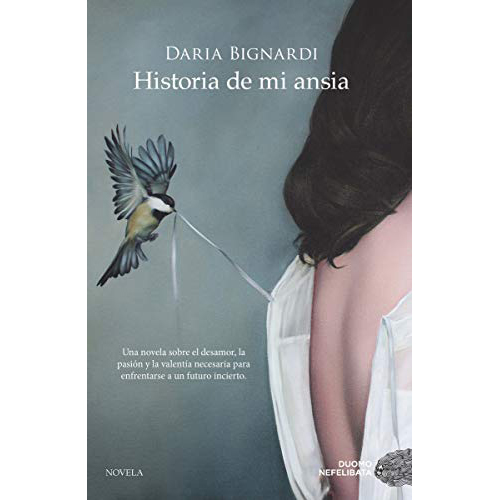 DARIA BIGNARDI
Historia de mi ansia
Una novela sobre el desamor, la
pasión y la valentía necesaria para
enfrentarse a un futuro incierto.
NOVELA
DUOMO
NEFELIBATA